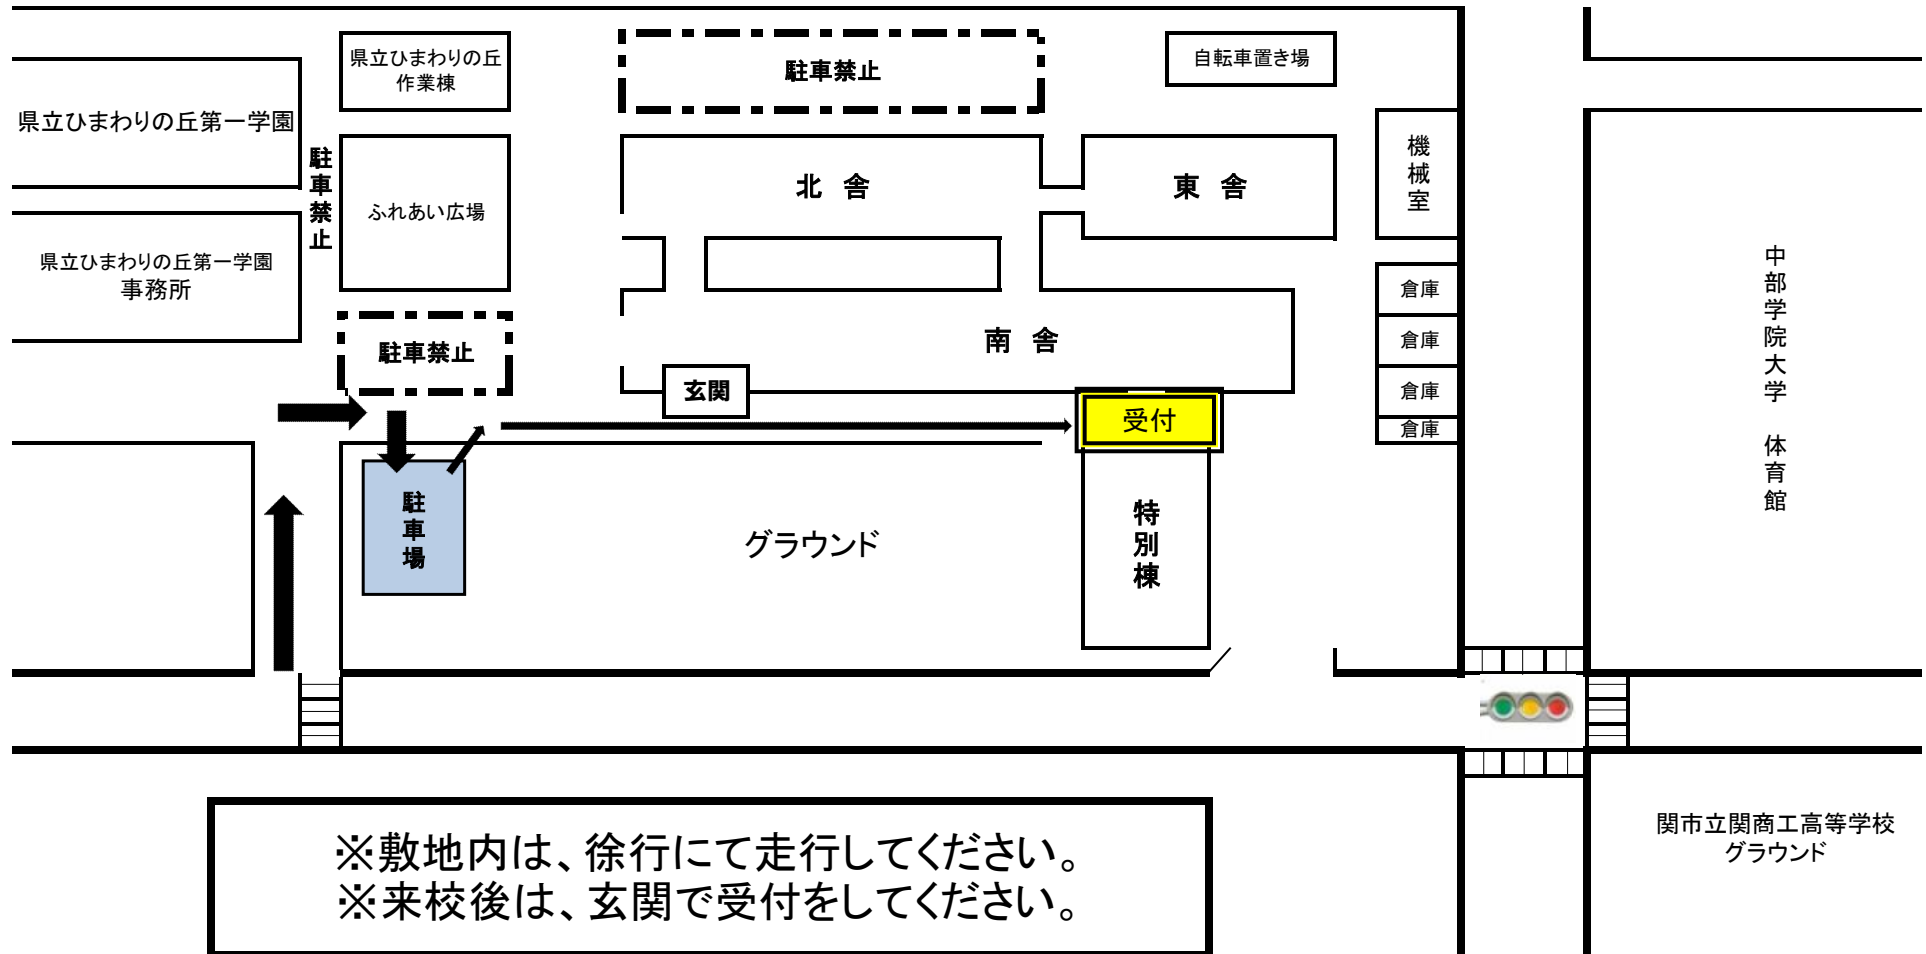 県立ひまわりの丘
作業棟
駐車禁止
自転車置き場
県立ひまわりの丘第一学園
駐車禁止
ふれあい広場
北 舎
東 舎
機械室
県立ひまわりの丘第一学園
事務所
倉庫
倉庫
倉庫
倉庫
中部学院大学 体育館
駐車禁止
南 舎
玄関
受付
駐車場
グラウンド
特別棟
※敷地内は、徐行にて走行してください。
※来校後は、玄関で受付をしてください。
関市立関商工高等学校
グラウンド